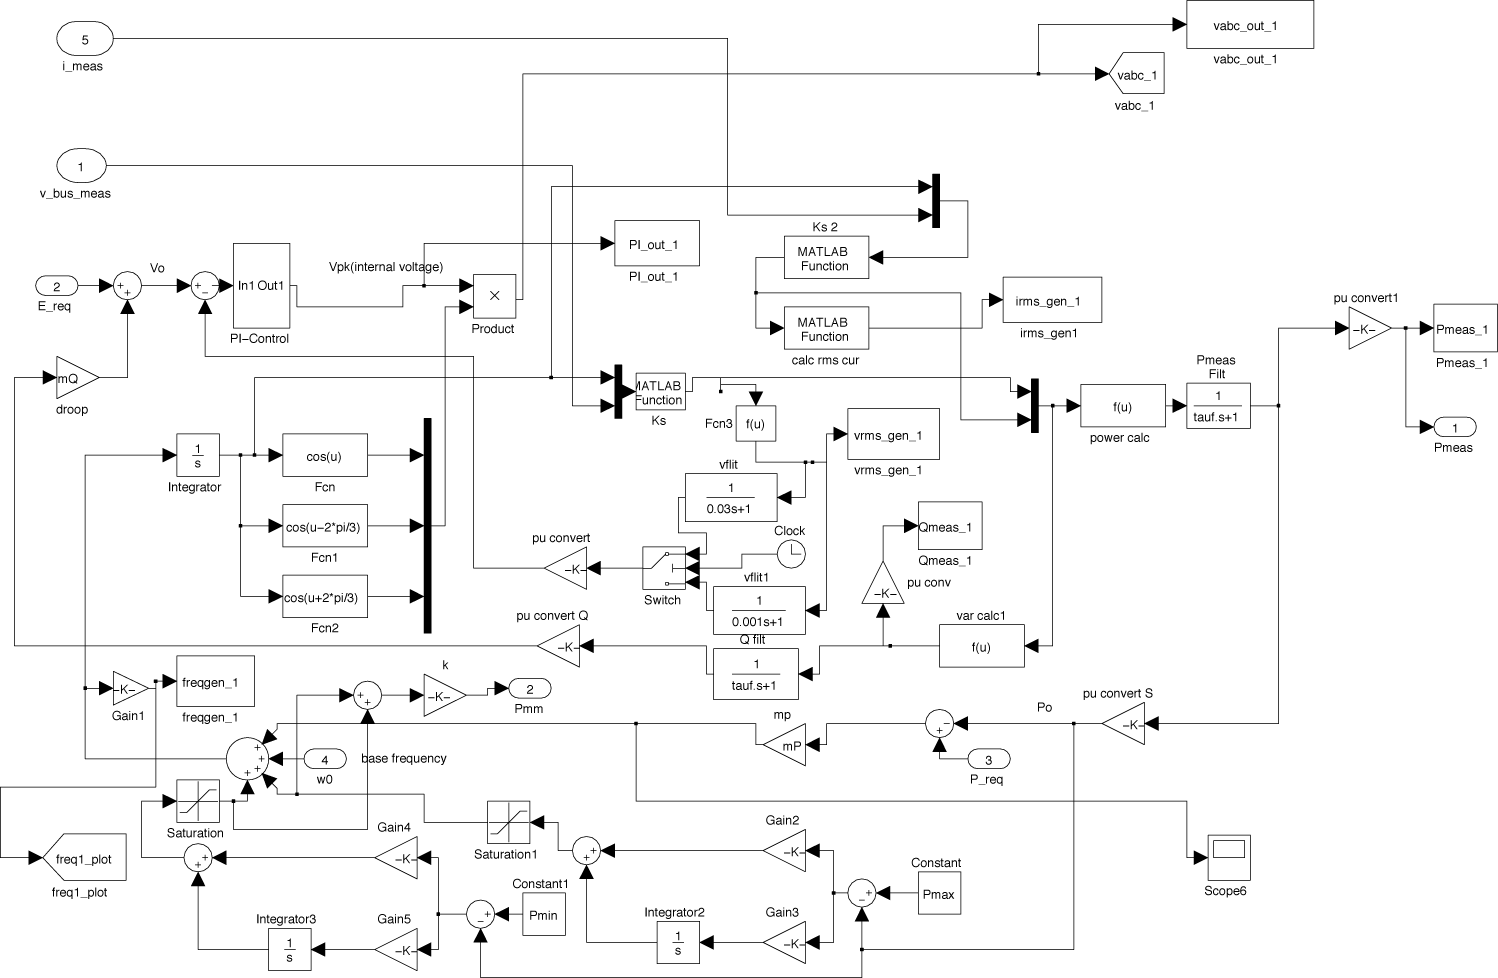 vabc_out_1
vabc_out_1
5
i_meas
vabc_1
vabc_1
1
v_bus_meas
Ks 2
MATLAB
Function
PI_out_1
PI_out_1
Vo
Vpk(internal voltage)
2
E_req
+
+
+
−
In1 Out1
PI−Control
×
Product
irms_gen_1
irms_gen1
MATLAB
Function
calc rms cur
pu convert1
−K−
Pmeas_1
Pmeas_1
mQ
droop
MATLAB
Function
Ks
Fcn3
f(u)
f(u)
power calc
Pmeas
Filt
1
tauf.s+1
1
Pmeas
vrms_gen_1
vrms_gen_1
1
s
Integrator
cos(u)
Fcn
vflit
1
0.03s+1
cos(u−2*pi/3)
Fcn1
Qmeas_1
Qmeas_1
Clock
pu convert
−K−
Switch
vflit1
1
0.001s+1
cos(u+2*pi/3)
Fcn2
−K−
pu conv
var calc1
f(u)
pu convert Q
−K−
Q filt
1
tauf.s+1
−K−
Gain1
freqgen_1
freqgen_1
+
+
k
−K−
2
Pmm
mp
mP
−
+
Po
pu convert S
−K−
3
P_req
+
+
+
+
4
w0
base frequency
Saturation
Saturation1
freq1_plot
freq1_plot
+
+
Gain4
−K−
Gain5
−K−
Integrator3
1
s
+
−
Constant1
Pmin
+
+
Gain2
−K−
Gain3
−K−
Integrator2
1
s
+
−
Constant
Pmax
Scope6